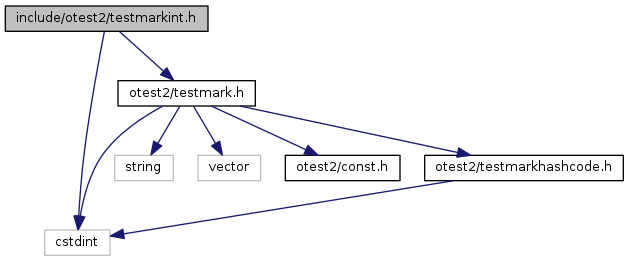 include/otest2/testmarkint.h
otest2/testmark.h
string
vector
otest2/const.h
otest2/testmarkhashcode.h
cstdint